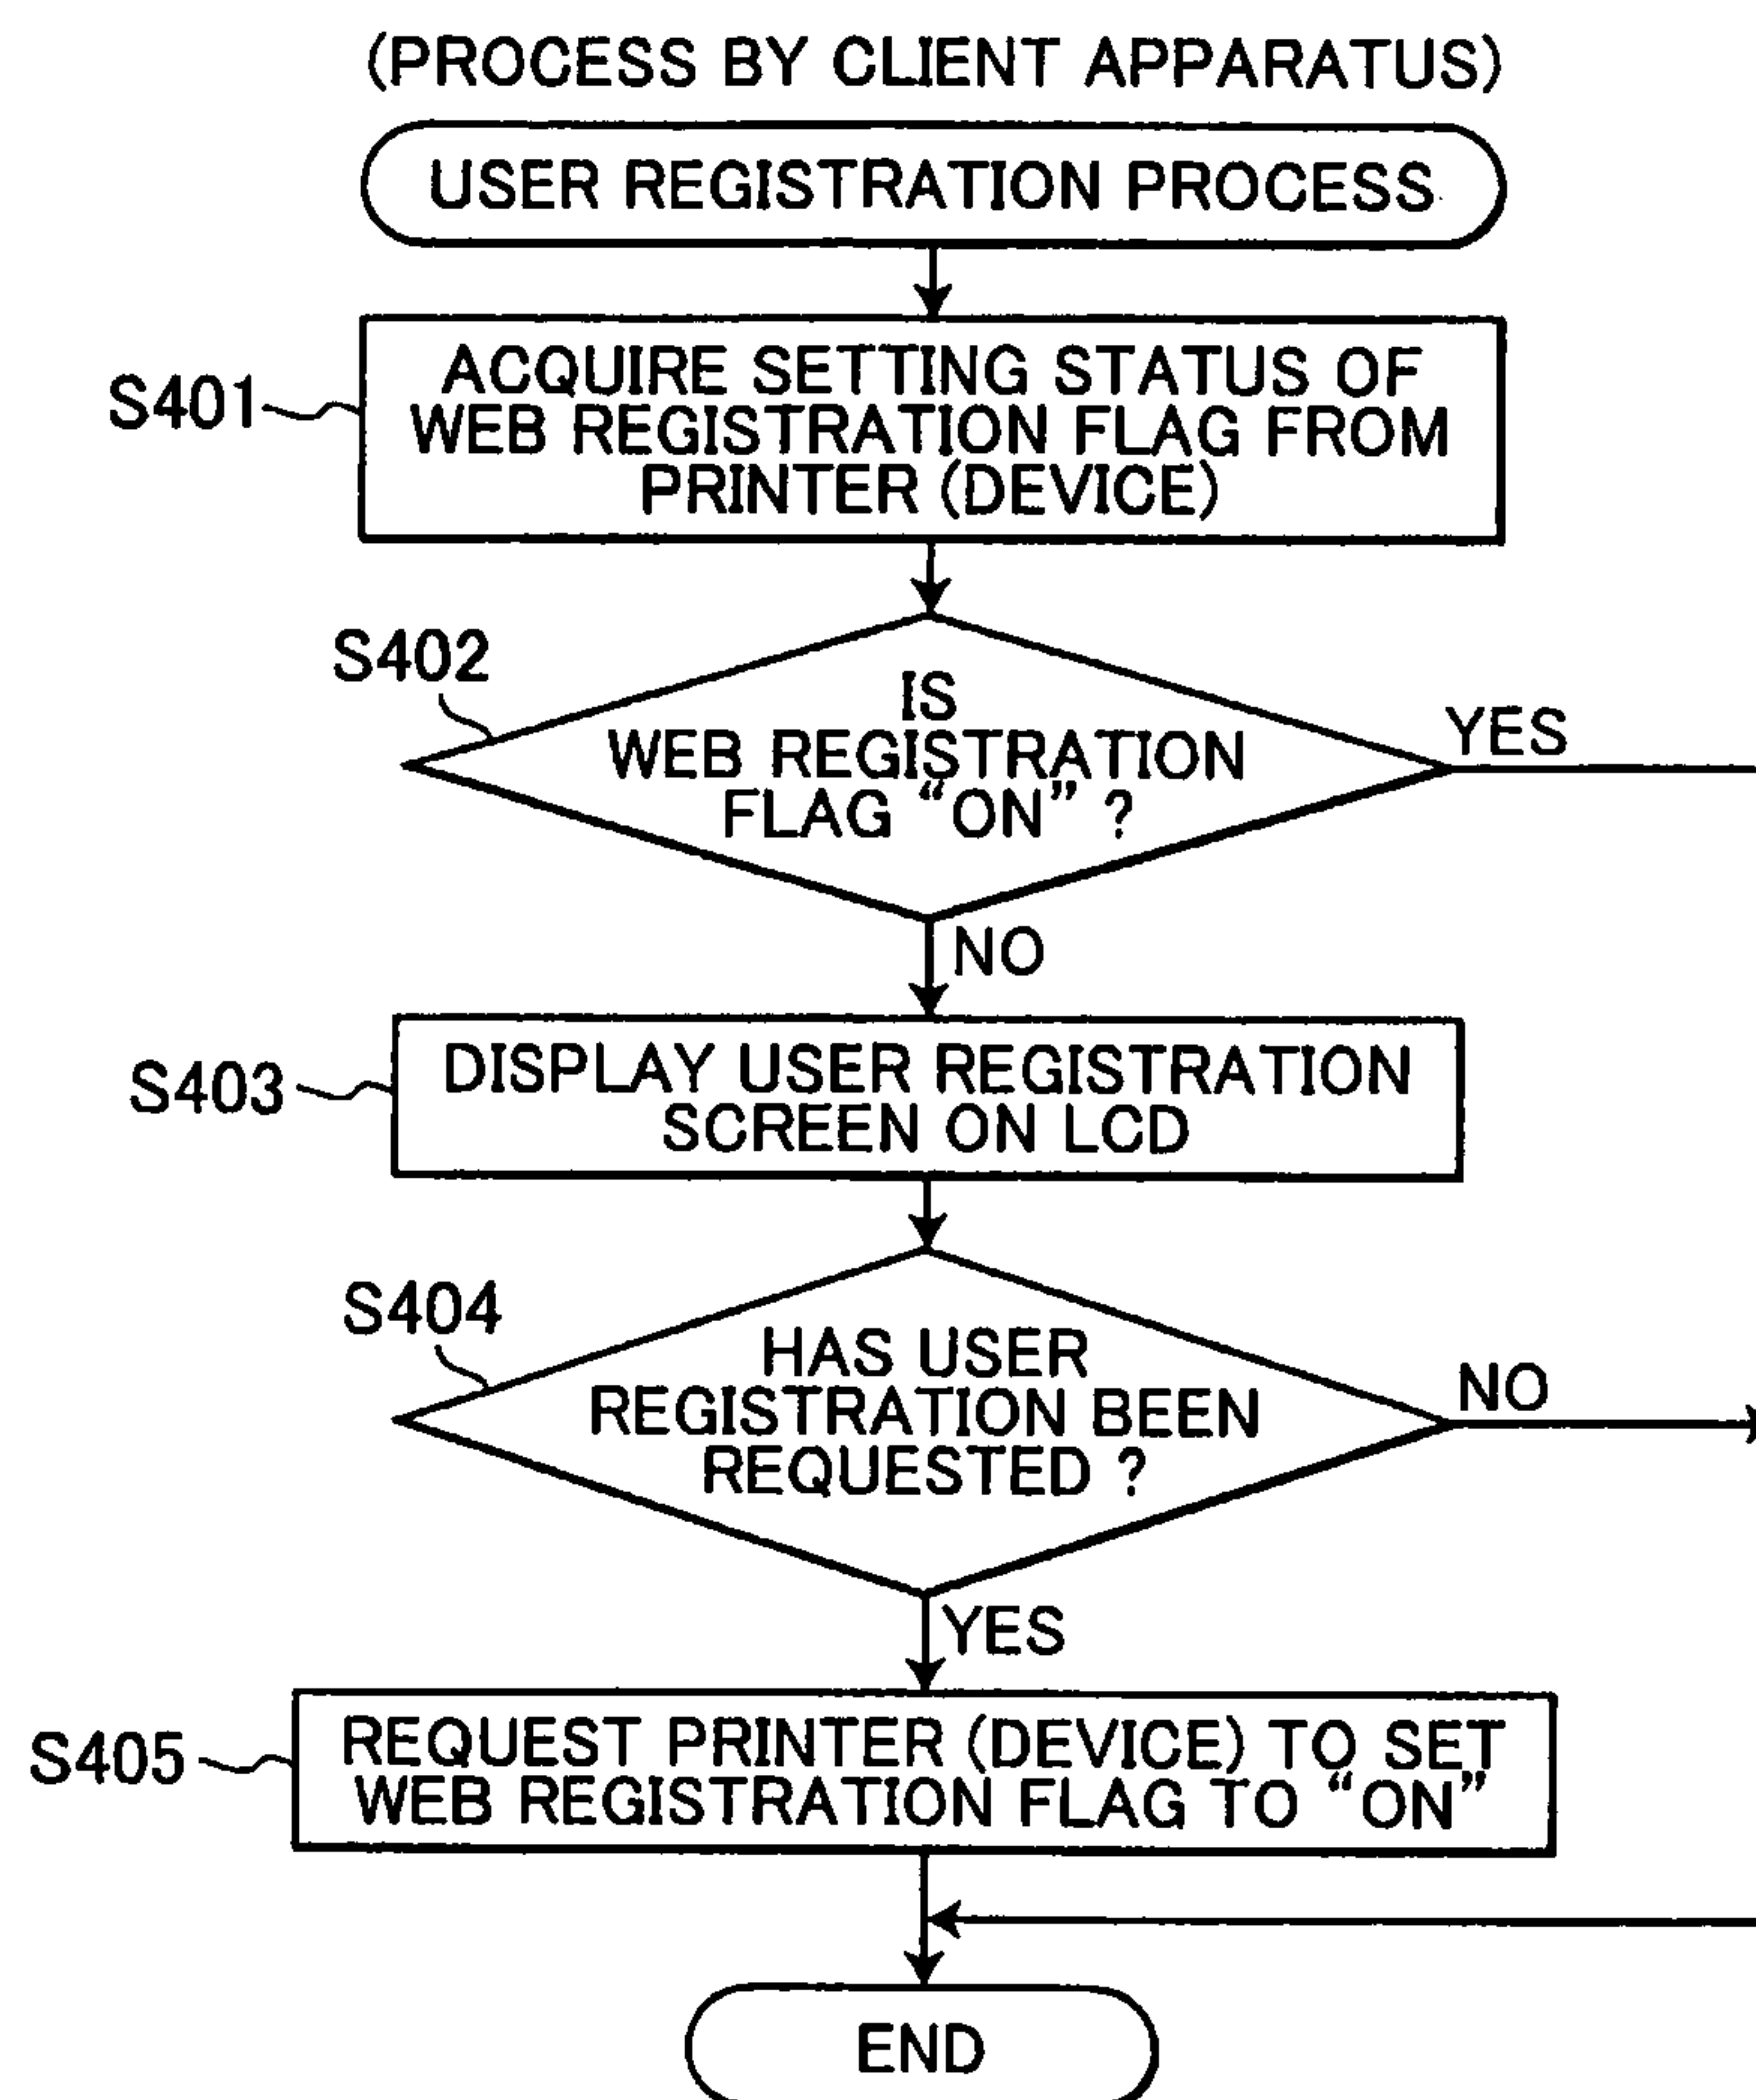 (PROCESS BY CLIENT APPARATUS)
USER REGISTRATION PROCESS
S401
ACQUIRE SETTING STATUS OF
WEB REGISTRATION FLAG FROM
PRINTER (DEVICE)
S402
IS
WEB REGISTRATION
FLAG “ON” ?
YES
NO
S403
DISPLAY USER REGISTRATION
SCREEN ON LCD
S404
HAS USER
REGISTRATION BEEN
REQUESTED ?
NO
YES
S405
REQUEST PRINTER (DEVICE) TO SET
WEB REGISTRATION FLAG TO “ON”
END